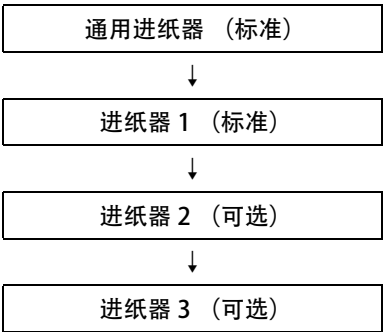 通用进纸器 （标准）
↓
进纸器 1 （标准）
↓
进纸器 2 （可选）
↓
进纸器 3 （可选）